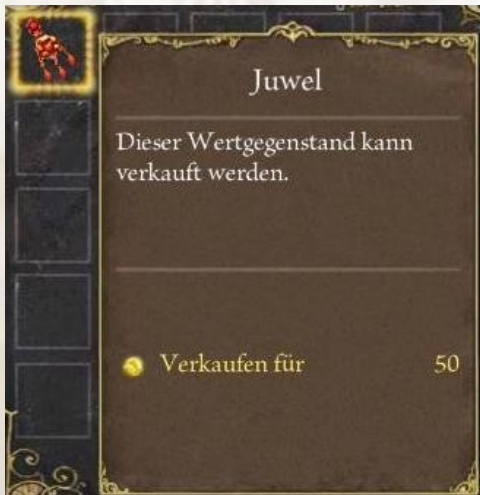 Juwel
Dieser Wertgegenstand kann
verkauft werden.
Verkaufen für 50